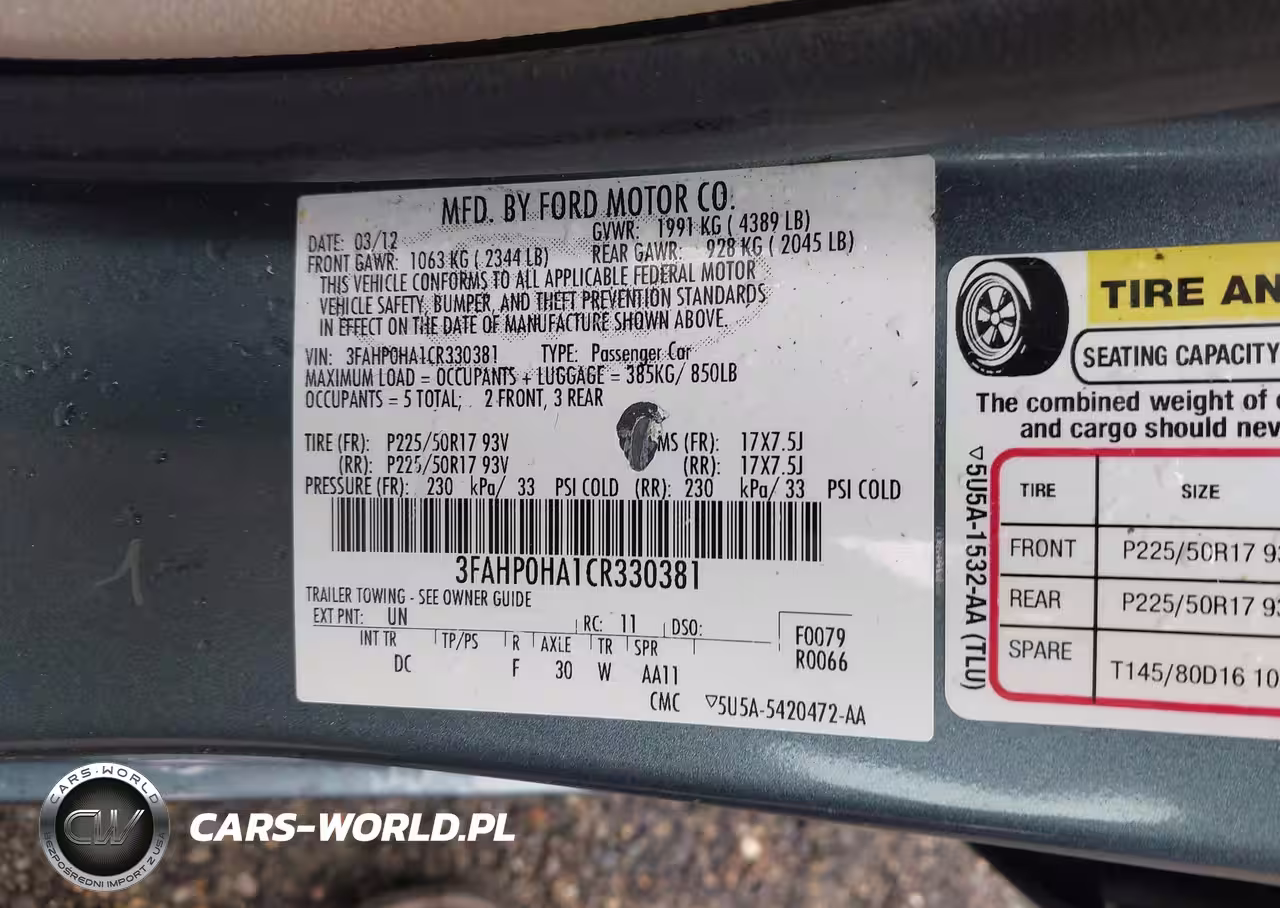 MFD. BY FORD MOTOR CO.
DATE: 03/12 GVWR: 1991 KG ( 4389 LB)
FRONT GAWR: 1063 KG ( 2344 LB) REAR GAWR: 928 KG ( 2045 LB)
THIS VEHICLE CONFORMS TO ALL APPLICABLE FEDERAL MOTOR
VEHICLE SAFETY, BUMPER, AND THEFT PREVENTION STANDARDS
IN EFFECT ON THE DATE OF MANUFACTURE SHOWN ABOVE.
VIN: 3FAHP0HA1CR330381 TYPE: Passenger Car
MAXIMUM LOAD = OCCUPANTS + LUGGAGE = 385KG/ 850LB
OCCUPANTS = 5 TOTAL; 2 FRONT, 3 REAR
TIRE (FR): P225/50R17 93V MS (FR): 17X7.5J
(RR): P225/50R17 93V (RR): 17X7.5J
PRESSURE (FR): 230 kPa/ 33 PSI COLD (RR): 230 kPa/ 33 PSI COLD
3FAHP0HA1CR330381
TRAILER TOWING - SEE OWNER GUIDE
EXT PNT: UN RC: 11 DSO:
INT TR TP/PS R AXLE TR SPR F0079
DC F 30 W AA11 R0066
CMC ▽5U5A-5420472-AA
TIRE AN
SEATING CAPACITY
The combined weight of
and cargo should nev
▽5U5A-1532-AA (TLU)
TIRE SIZE
FRONT P225/50R17 93
REAR P225/50R17 93
SPARE T145/80D16 10
CARS-WORLD
CW
BEZPOŚREDNI IMPORT Z USA
CARS-WORLD.PL